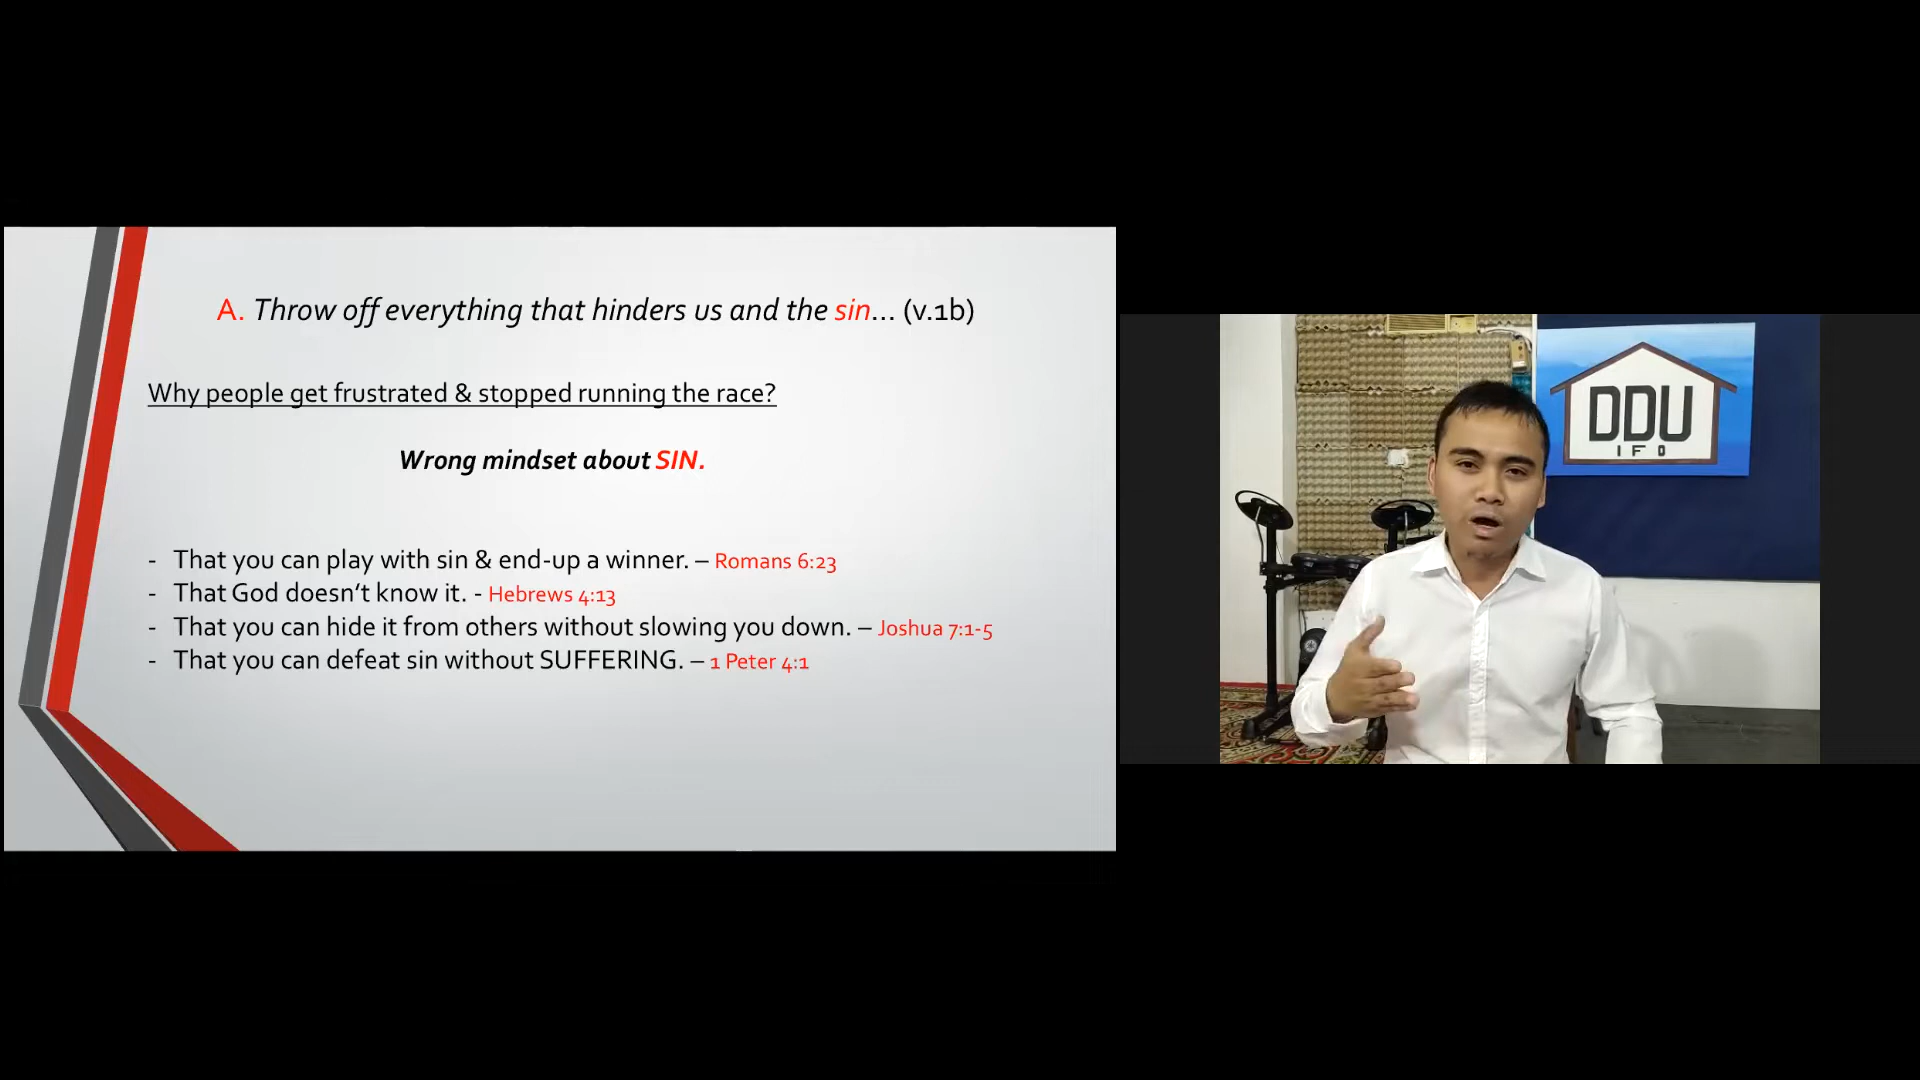 A. Throw off everything that hinders us and the sin... (v.1b)
Why people get frustrated & stopped running the race?
Wrong mindset about SIN.
- That you can play with sin & end-up a winner. – Romans 6:23
- That God doesn't know it. - Hebrews 4:13
- That you can hide it from others without slowing you down. – Joshua 7:1-5
- That you can defeat sin without SUFFERING. – 1 Peter 4:1
DDU
IFO